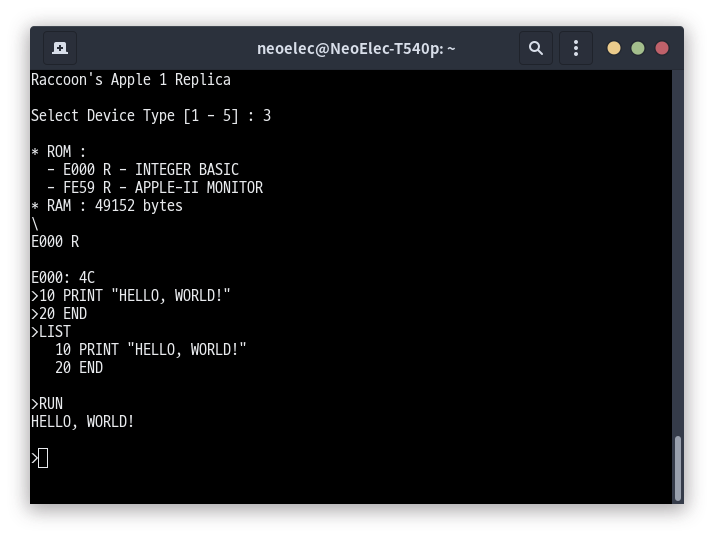 neoelec@NeoElec-T540p: ~
Raccoon's Apple 1 Replica
Select Device Type [1 - 5] : 3
* ROM :
  - E000 R - INTEGER BASIC
  - FE59 R - APPLE-II MONITOR
* RAM : 49152 bytes
\
E000 R
E000: 4C
>10 PRINT "HELLO, WORLD!"
>20 END
>LIST
   10 PRINT "HELLO, WORLD!"
   20 END
>RUN
HELLO, WORLD!
>